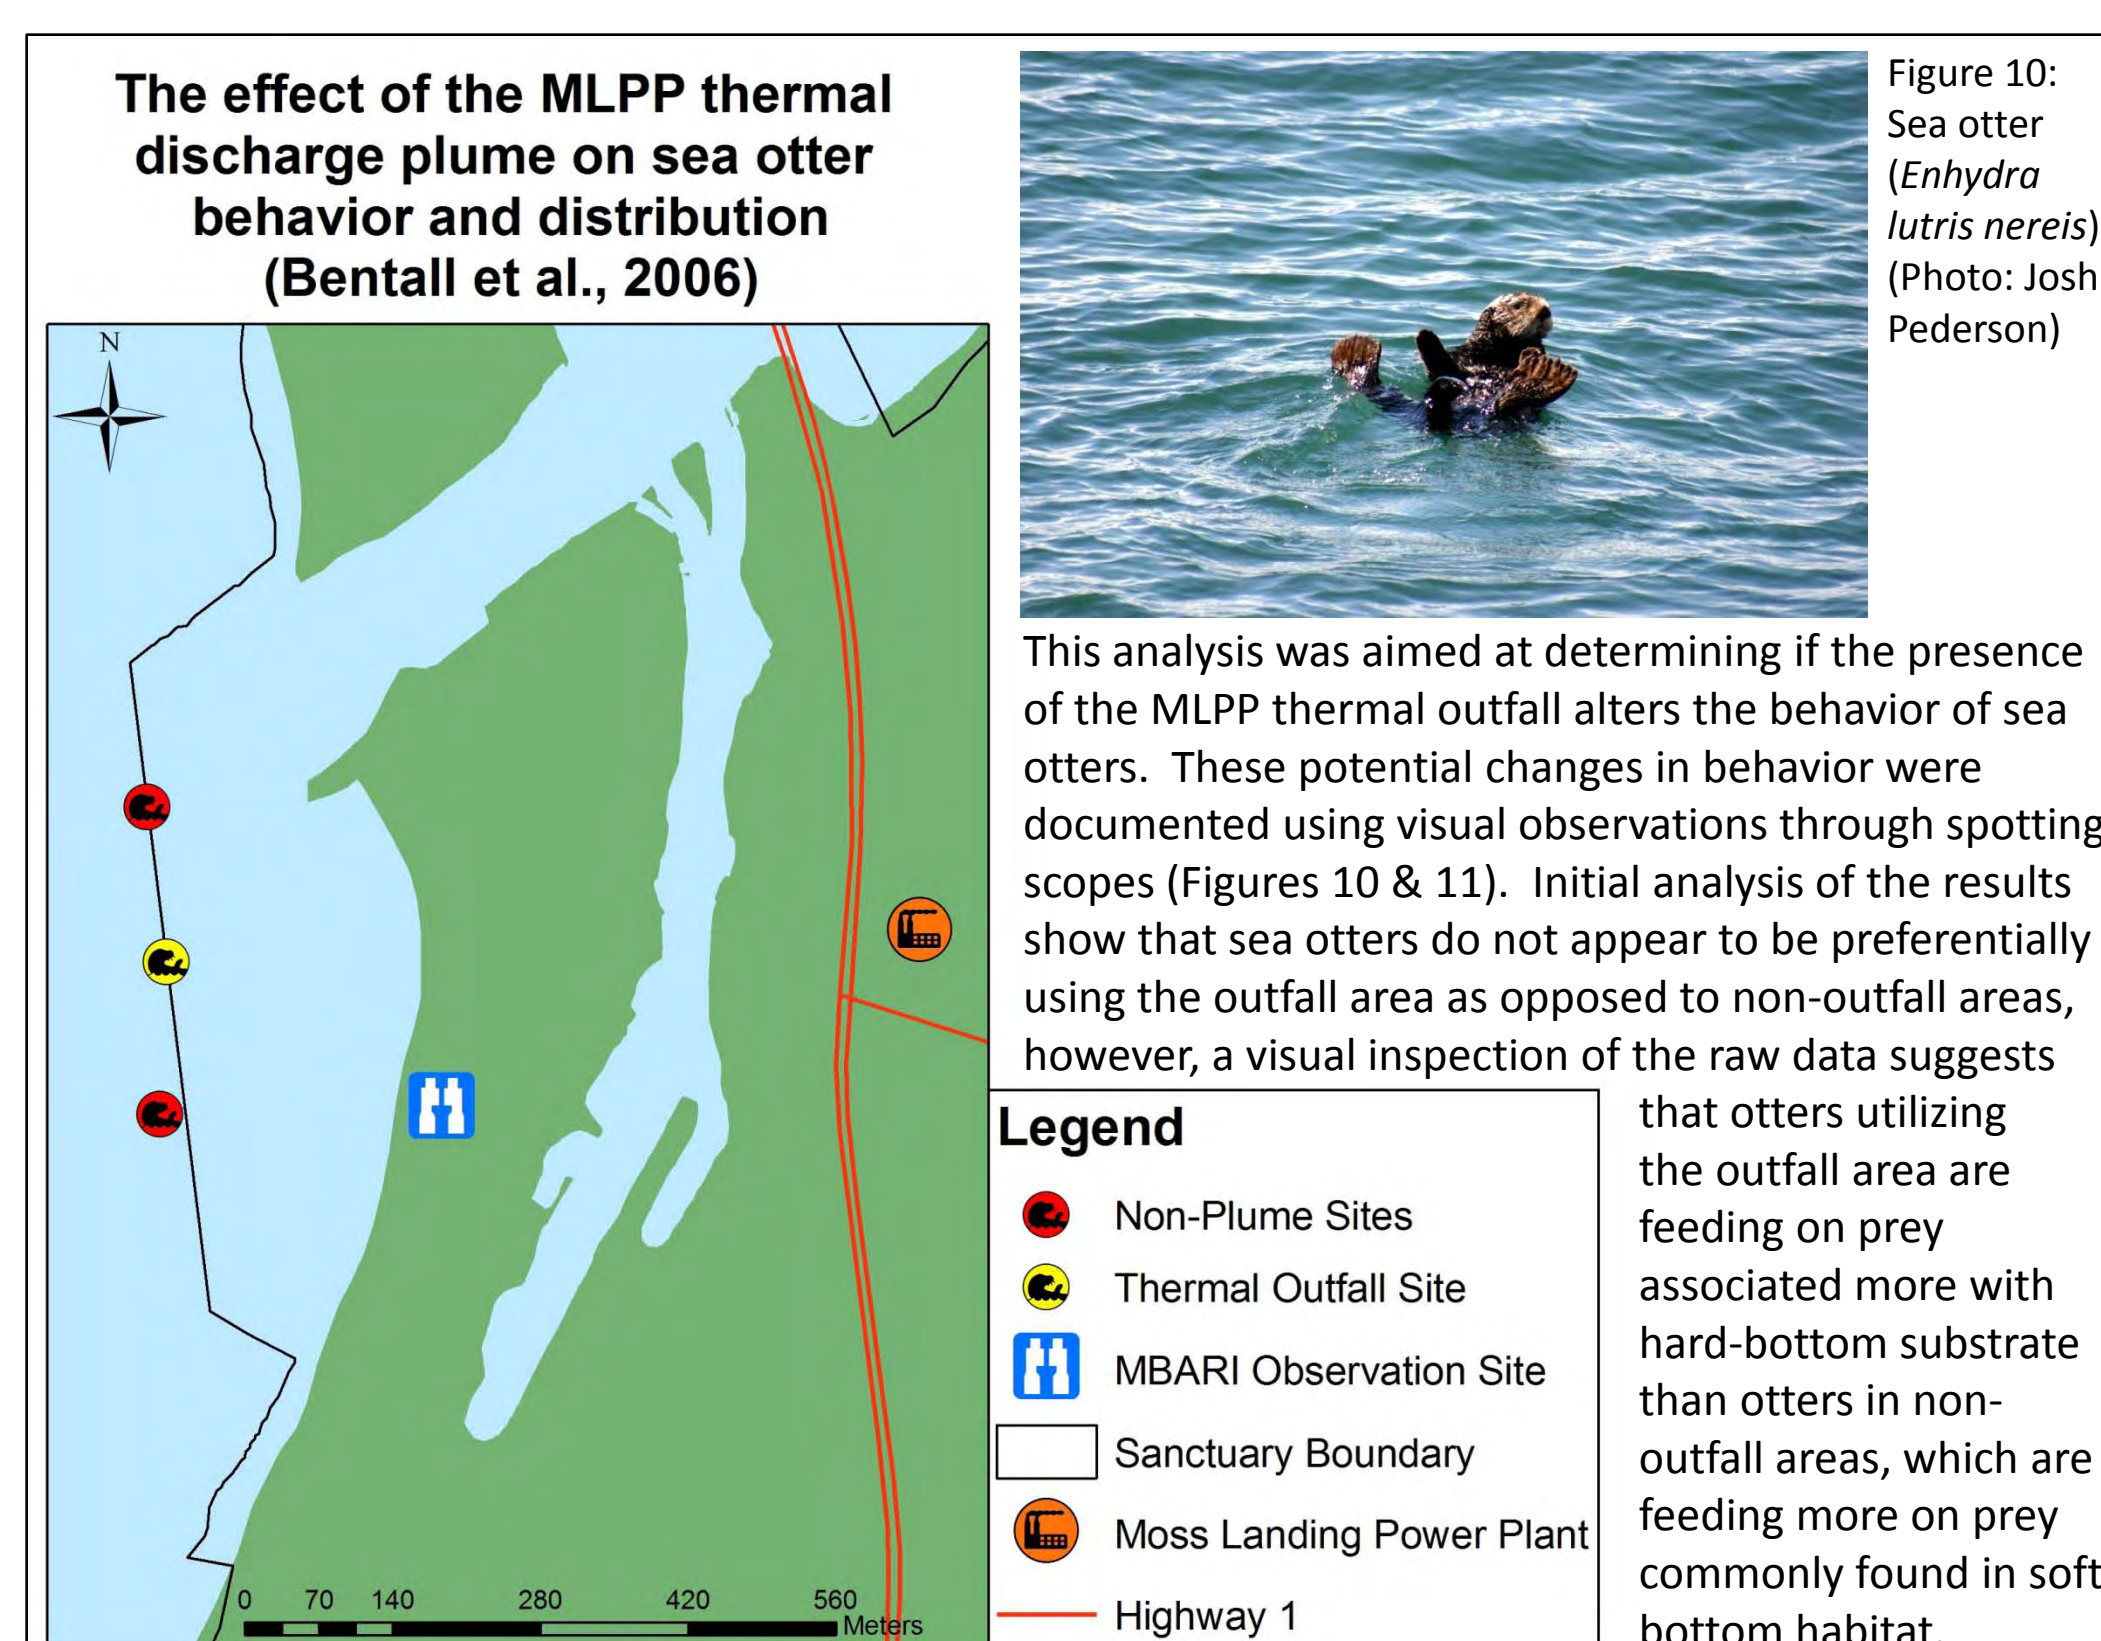 The effect of the MLPP thermal
discharge plume on sea otter
behavior and distribution
(Bentall et al., 2006)
N
0 70 140 280 420 560
Meters
Figure 10:
Sea otter
(Enhydra
lutris nereis)
(Photo: Josh
Pederson)
This analysis was aimed at determining if the presence
of the MLPP thermal outfall alters the behavior of sea
otters. These potential changes in behavior were
documented using visual observations through spotting
scopes (Figures 10 & 11). Initial analysis of the results
show that sea otters do not appear to be preferentially
using the outfall area as opposed to non-outfall areas,
however, a visual inspection of the raw data suggests
that otters utilizing
the outfall area are
feeding on prey
associated more with
hard-bottom substrate
than otters in non-
outfall areas, which are
feeding more on prey
commonly found in soft
bottom habitat.
Legend
Non-Plume Sites
Thermal Outfall Site
MBARI Observation Site
Sanctuary Boundary
Moss Landing Power Plant
Highway 1